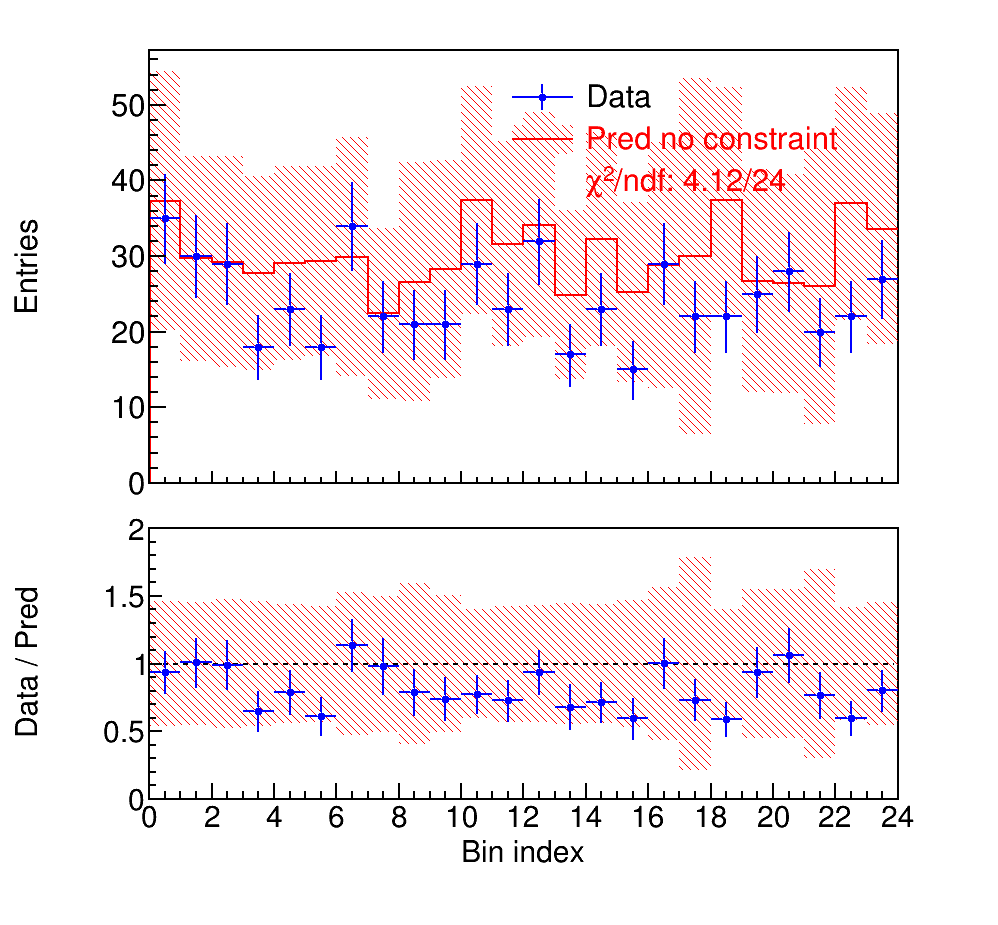 Entries
50
40
30
20
10
0
Data
Pred no constraint
χ²/ndf: 4.12/24
Data / Pred
2
1.5
1
0.5
0
0 2 4 6 8 10 12 14 16 18 20 22 24
Bin index